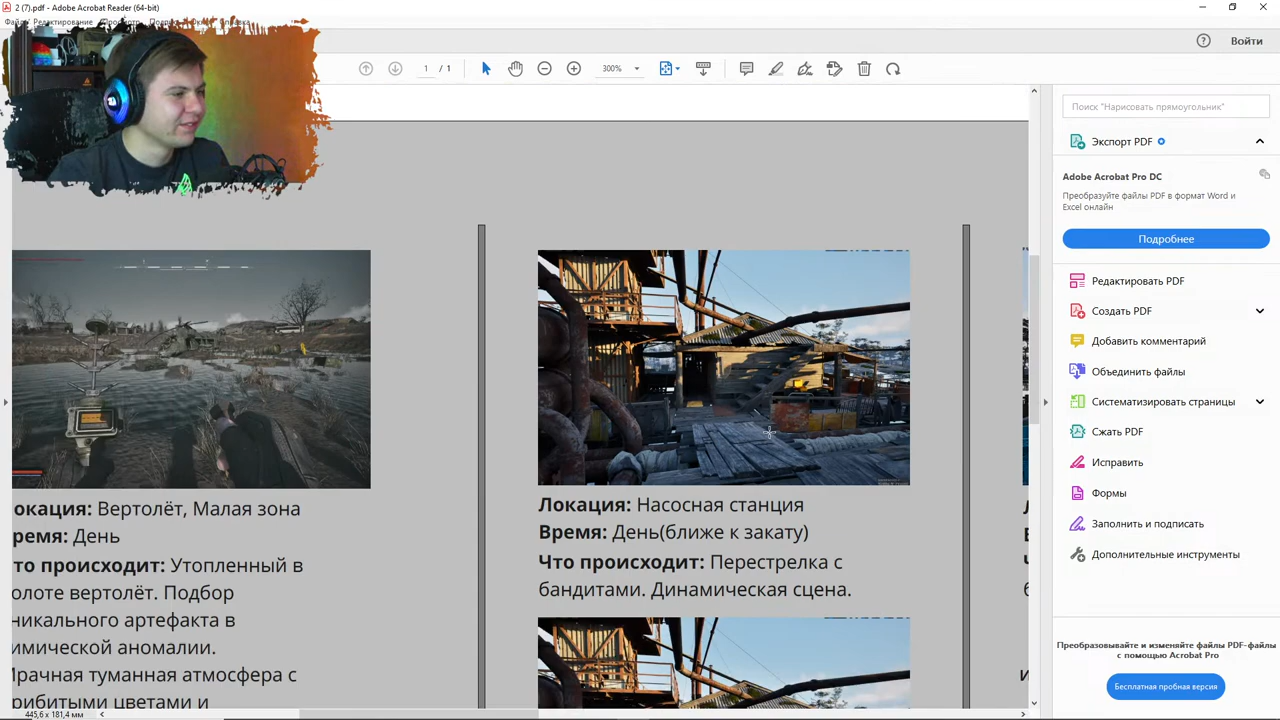 2 (7).pdf - Adobe Acrobat Reader (64-bit)
Файл Редактирование
1 / 1
300%
Войти
Поиск "Нарисовать прямоугольник"
Экспорт PDF
Adobe Acrobat Pro DC
Преобразуйте файлы PDF в формат Word и
Excel онлайн
Подробнее
Редактировать PDF
Создать PDF
Добавить комментарий
Объединить файлы
Систематизировать страницы
Сжать PDF
Исправить
Формы
Заполнить и подписать
Дополнительные инструменты
Преобразовывайте и изменяйте файлы PDF-файлы
с помощью Acrobat Pro
Бесплатная пробная версия
окация: Вертолёт, Малая зона
ремя: День
то происходит: Утопленный в
олоте вертолёт. Подбор
никального артефакта в
имической аномалии.
Мрачная туманная атмосфера с
рибитыми цветами и
Локация: Насосная станция
Время: День(ближе к закату)
Что происходит: Перестрелка с
бандитами. Динамическая сцена.
445,6 x 181,4 мм